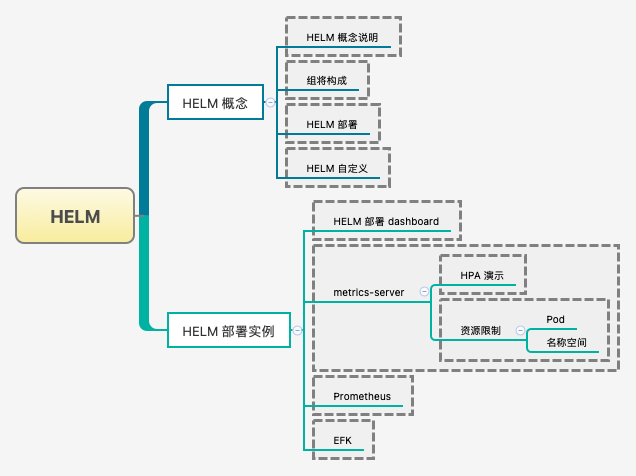 HELM
HELM 概念
HELM 概念说明
组将构成
HELM 部署
HELM 自定义
HELM 部署实例
HELM 部署 dashboard
metrics-server
HPA 演示
资源限制
Pod
名称空间
Prometheus
EFK